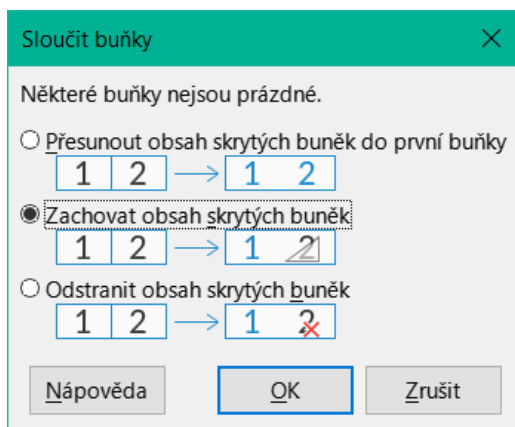 Sloučit buňky
Některé buňky nejsou prázdné.
Přesunout obsah skrytých buněk do první buňky
1 2 → 1 2
Zachovat obsah skrytých buněk
1 2 → 1 2
Odstranit obsah skrytých buněk
1 2 → 1 2
Nápověda OK Zrušit